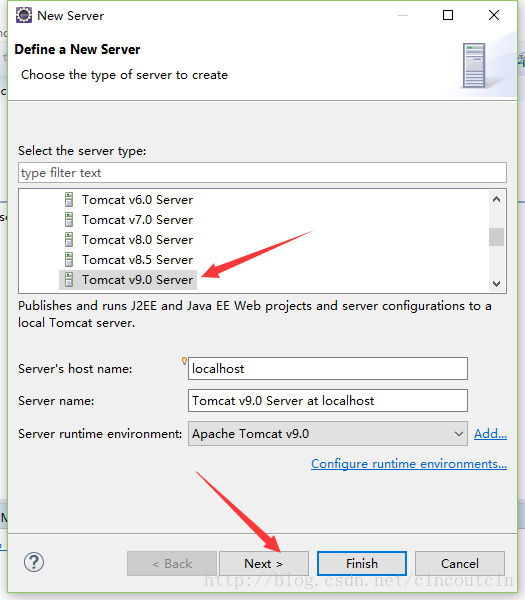 New Server
Define a New Server
Choose the type of server to create
Select the server type:
type filter text
Tomcat v6.0 Server
Tomcat v7.0 Server
Tomcat v8.0 Server
Tomcat v8.5 Server
Tomcat v9.0 Server
Publishes and runs J2EE and Java EE Web projects and server configurations to a
local Tomcat server.
Server's host name: localhost
Server name: Tomcat v9.0 Server at localhost
Server runtime environment: Apache Tomcat v9.0 Add...
Configure runtime environments...
? < Back Next > Finish Cancel
http://blog.csdn.net/cincoutcin